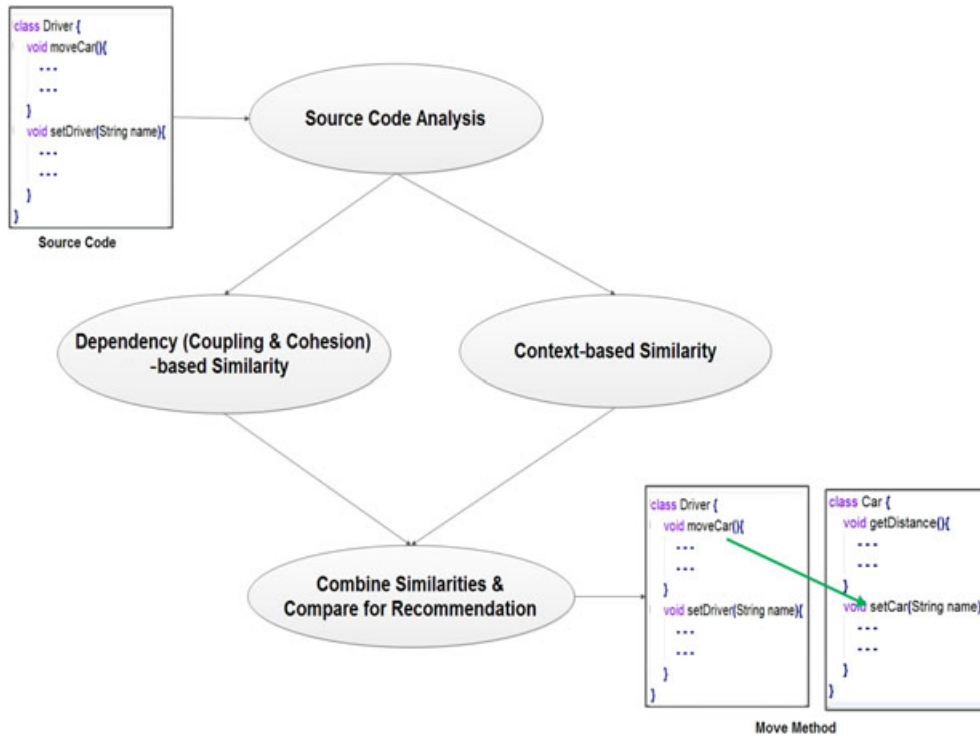 class Driver {
void moveCar(){
---
---
}
void setDriver(String name){
---
---
}
}
Source Code
Source Code Analysis
Dependency (Coupling & Cohesion)
-based Similarity
Context-based Similarity
Combine Similarities &
Compare for Recommendation
class Driver {
void moveCar(){
---
---
}
void setDriver(String name){
---
---
}
}
class Car {
void getDistance(){
---
---
}
void setCar(String name)
---
---
}
}
Move Method